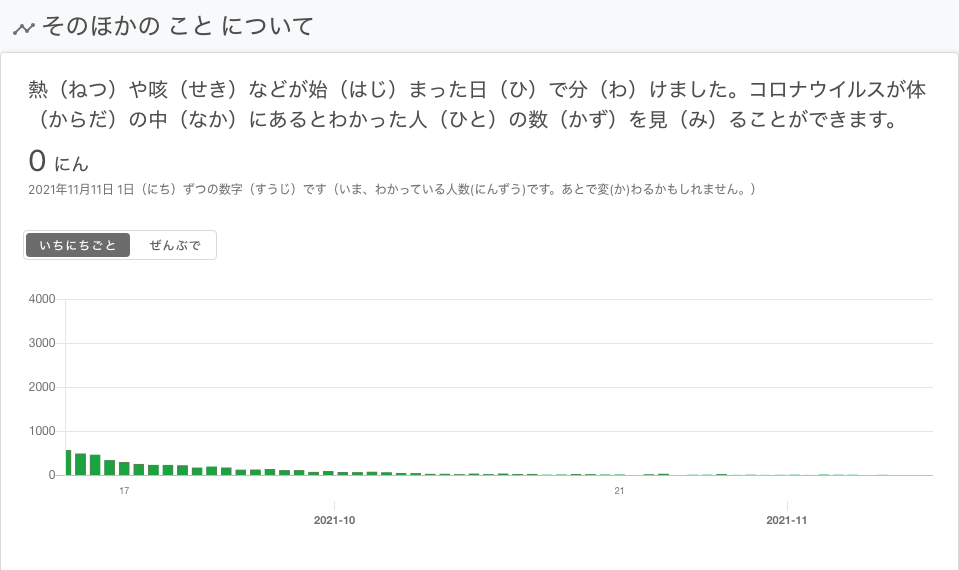 そのほかの こと について
熱（ねつ）や咳（せき）などが始（はじ）まった日（ひ）で分（わ）けました。コロナウイルスが体
（からだ）の中（なか）にあるとわかった人（ひと）の数（かず）を見（み）ることができます。
0 にん
2021年11月11日 1日（にち）ずつの数字（すうじ）です（いま、わかっている人数(にんずう)です。あとで変(か)わるかもしれません。）
いちにちごと ぜんぶで
4000
3000
2000
1000
0
17 21
2021-10 2021-11